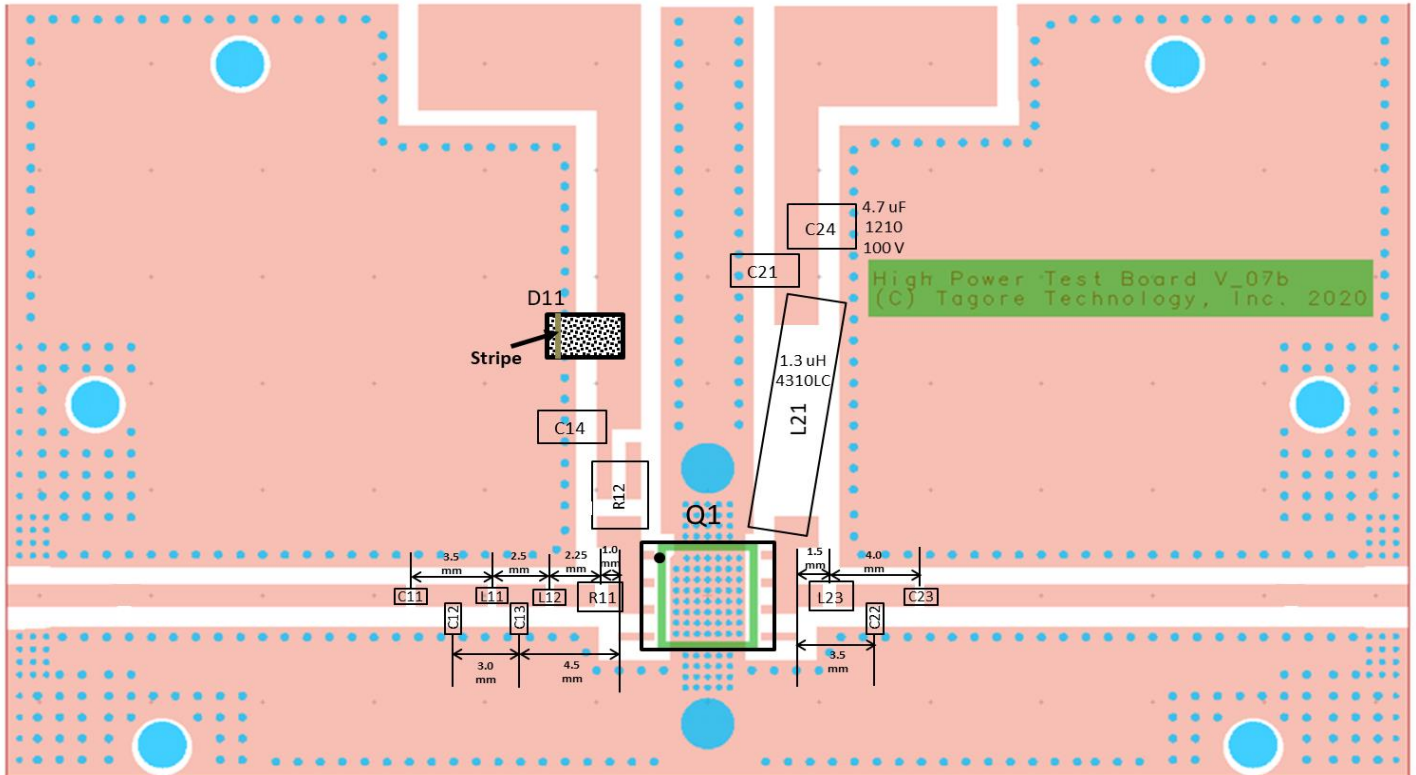 4.7 uF
1210
100 V
C24
C21
High Power Test Board V_07b
(C) Tagore Technology, Inc. 2020
D11
Stripe
1.3 uH
4310LC
L21
C14
R12
Q1
3.5
mm
2.5
mm
2.25
mm
1.0
mm
1.5
mm
4.0
mm
C11
L11
L12
R11
L23
C23
C12
C13
C22
3.0
mm
4.5
mm
3.5
mm